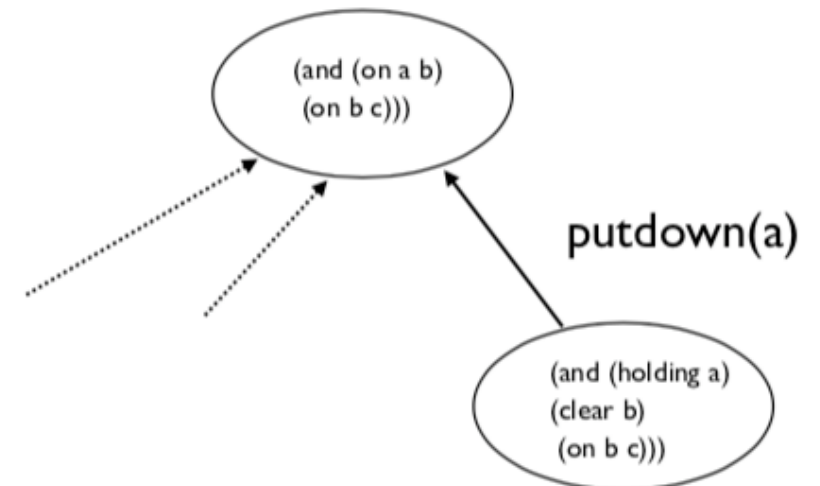 (and (on a b)
(on b c)))
putdown(a)
(and (holding a)
(clear b)
(on b c)))